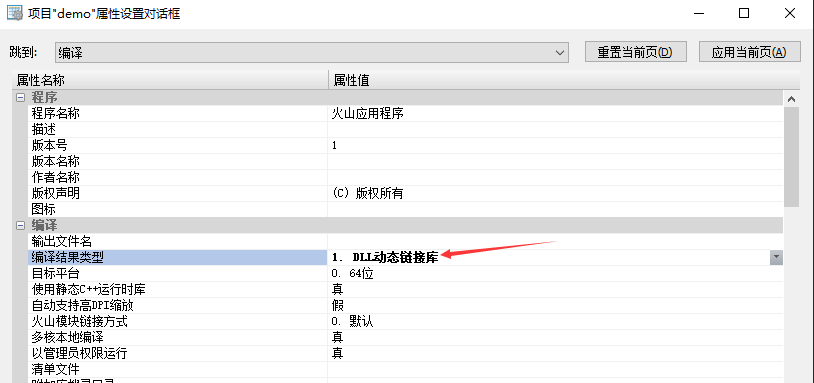 项目"demo"属性设置对话框
跳到: 编译 重置当前页(D) 应用当前页(A)
属性名称 属性值
程序
程序名称 火山应用程序
描述
版本号 1
版本名称
作者名称
版权声明 (C) 版权所有
图标
编译
输出文件名
编译结果类型 1. DLL动态链接库
目标平台 0. 64位
使用静态C++运行时库 真
自动支持高DPI缩放 假
火山模块链接方式 0. 默认
多核本地编译 真
以管理员权限运行 真
清单文件